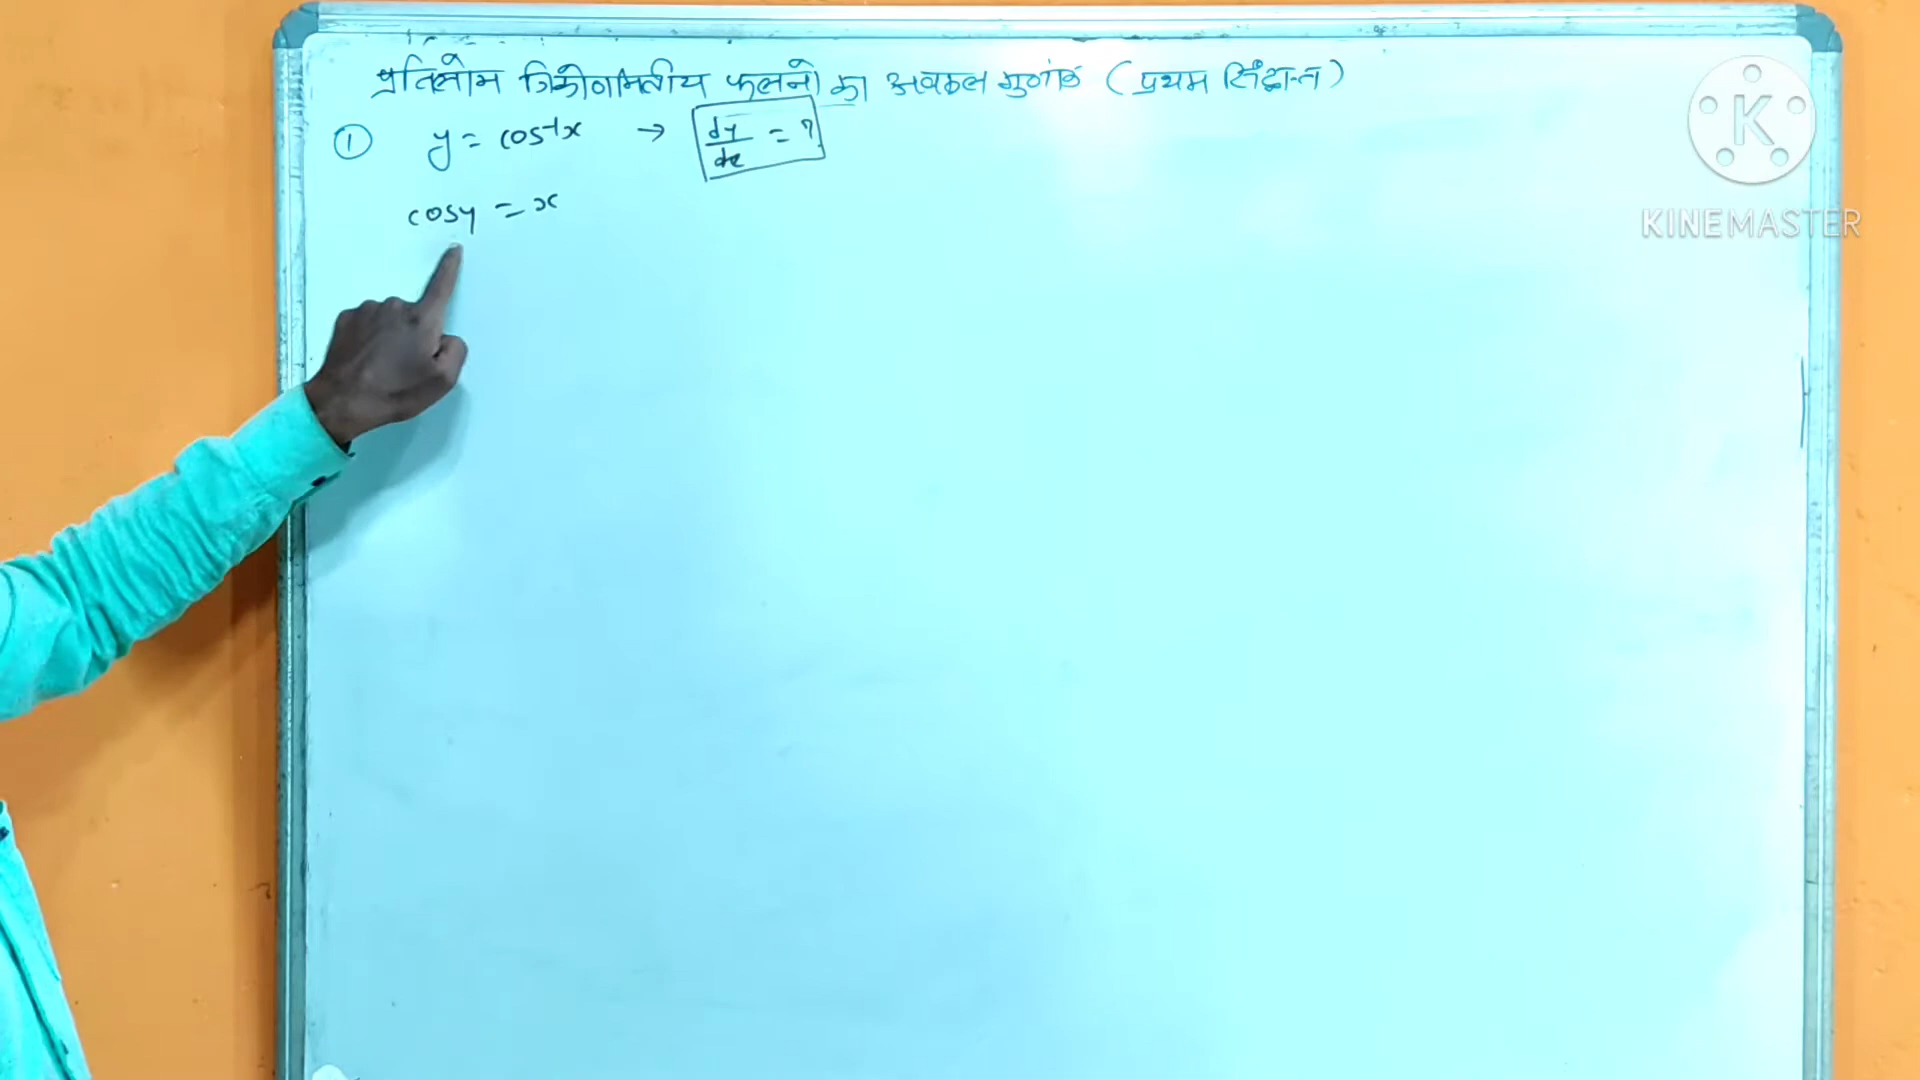 प्रतिलोम त्रिकोणमितीय फलनो का अवकल गुणांक (प्रथम सिद्धान्त)
① y = cos⁻¹x → dy/dx = ?
cosy = x
K
KINEMASTER